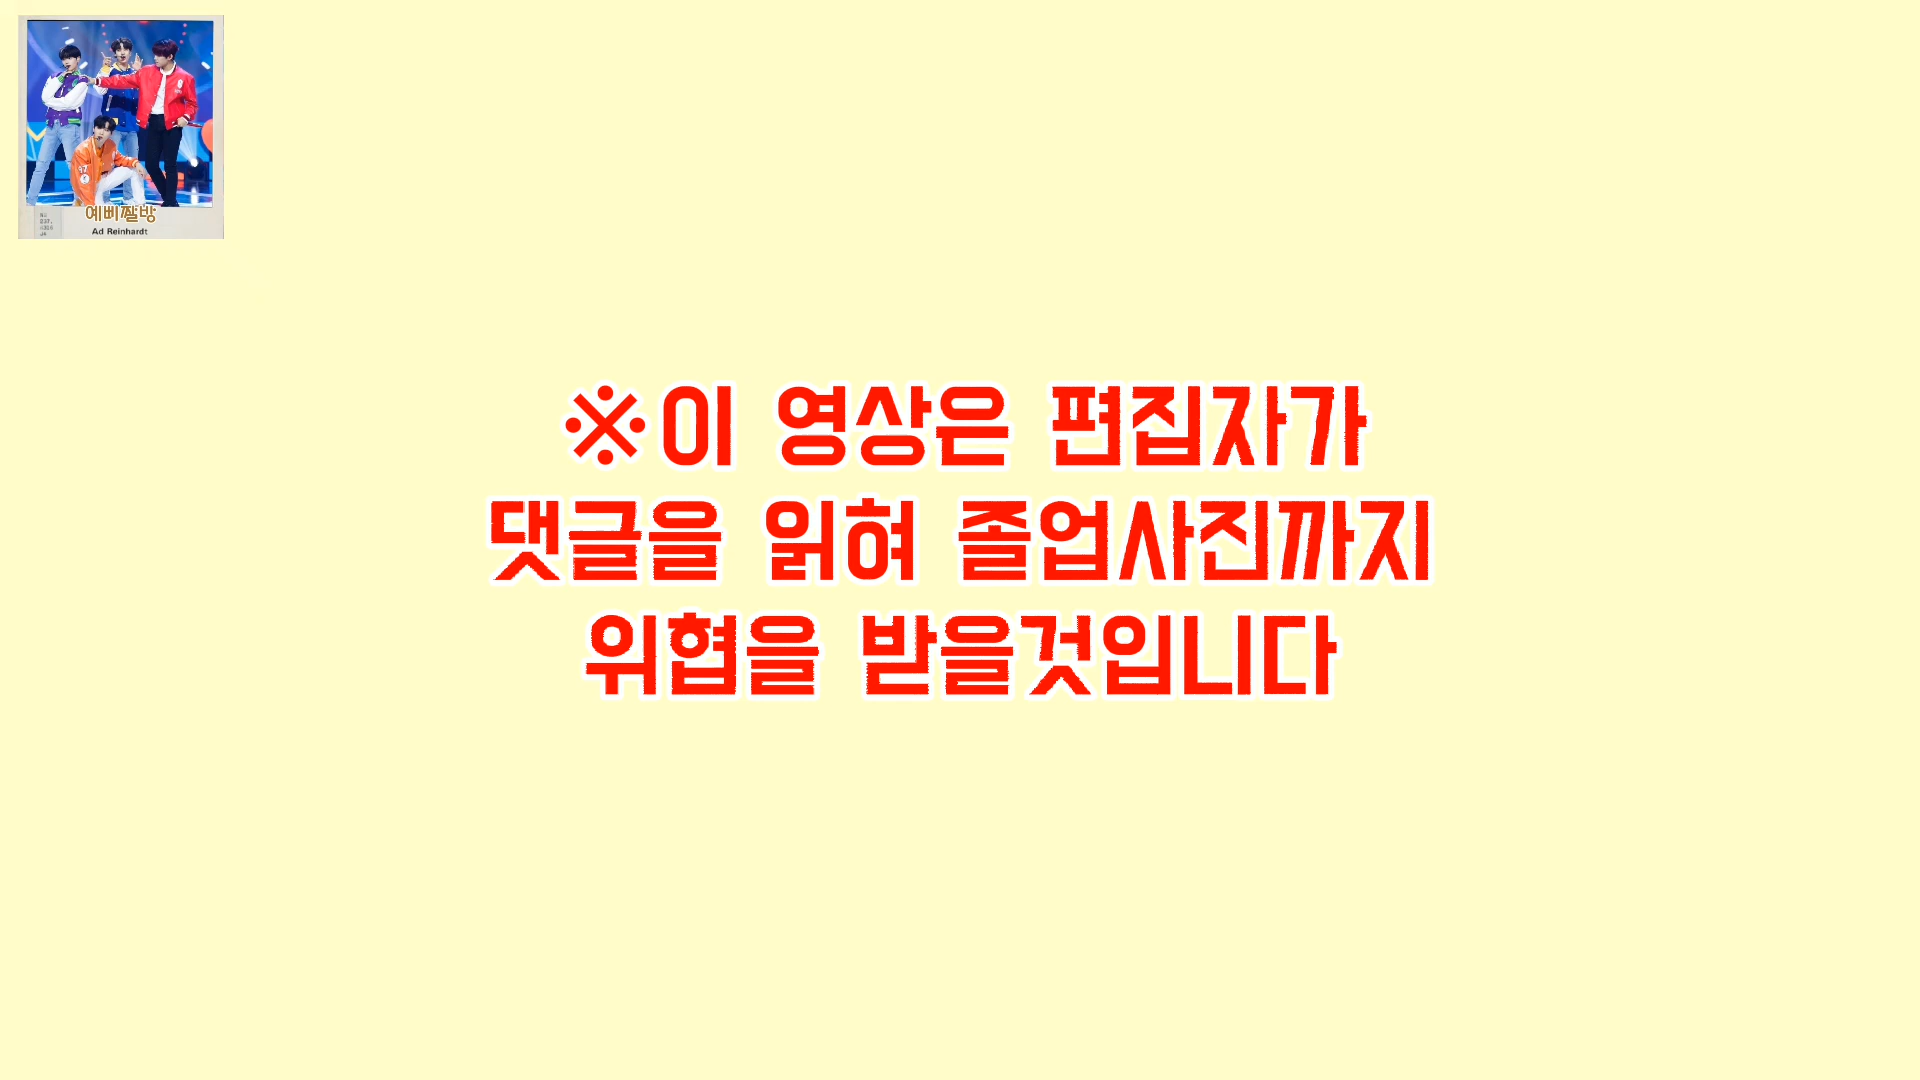 예삐짤방
Ad Reinhardt
※이 영상은 편집자가
댓글을 읽혀 졸업사진까지
위협을 받을것입니다